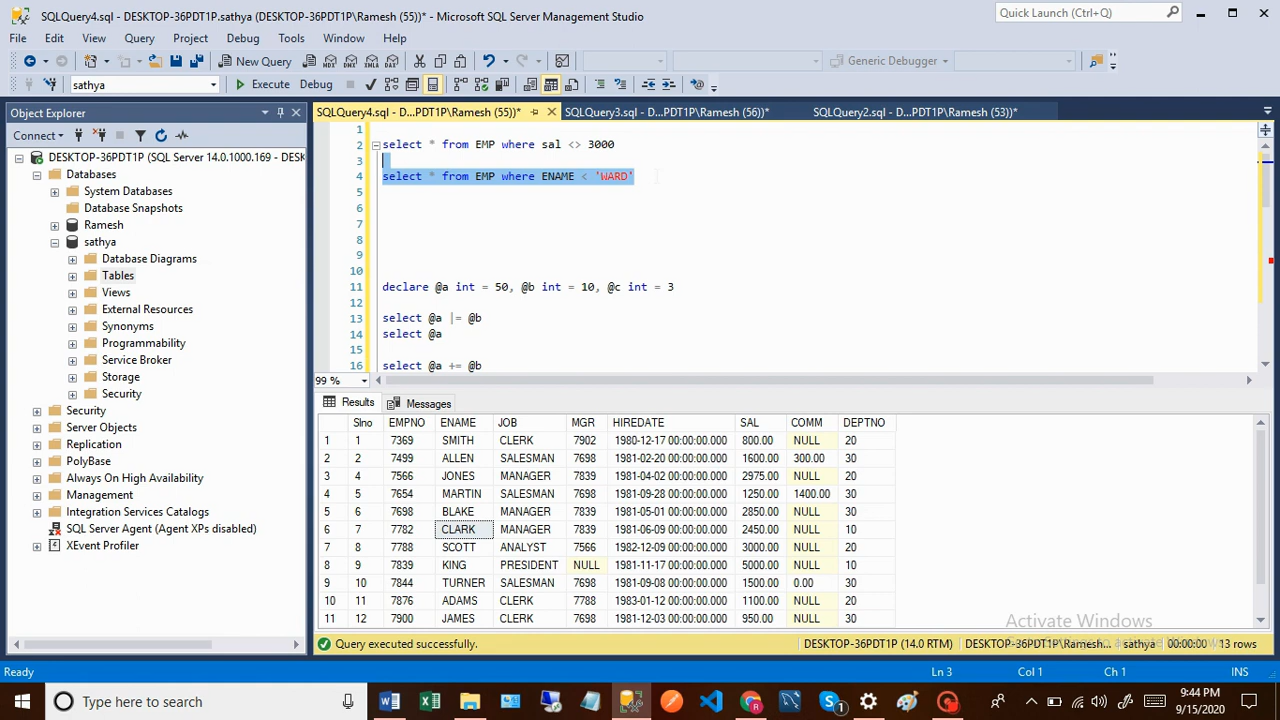 SQLQuery4.sql - DESKTOP-36PDT1P.sathya (DESKTOP-36PDT1P\Ramesh (55))* - Microsoft SQL Server Management Studio
Quick Launch (Ctrl+Q)
File Edit View Query Project Debug Tools Window Help
New Query
Generic Debugger
sathya
Execute Debug
Object Explorer
Connect
DESKTOP-36PDT1P (SQL Server 14.0.1000.169 - DESK
Databases
System Databases
Database Snapshots
Ramesh
sathya
Database Diagrams
Tables
Views
External Resources
Synonyms
Programmability
Service Broker
Storage
Security
Security
Server Objects
Replication
PolyBase
Always On High Availability
Management
Integration Services Catalogs
SQL Server Agent (Agent XPs disabled)
XEvent Profiler
SQLQuery4.sql - D...PDT1P\Ramesh (55))* SQLQuery3.sql - D...PDT1P\Ramesh (56))* SQLQuery2.sql - D...PDT1P\Ramesh (53))*
1
2 select * from EMP where sal <> 3000
3
4 select * from EMP where ENAME < 'WARD'
5
6
7
8
9
10
11 declare @a int = 50, @b int = 10, @c int = 3
12
13 select @a |= @b
14 select @a
15
16 select @a += @b
99 %
Results Messages
Slno EMPNO ENAME JOB MGR HIREDATE SAL COMM DEPTNO
1 1 7369 SMITH CLERK 7902 1980-12-17 00:00:00.000 800.00 NULL 20
2 2 7499 ALLEN SALESMAN 7698 1981-02-20 00:00:00.000 1600.00 300.00 30
3 4 7566 JONES MANAGER 7839 1981-04-02 00:00:00.000 2975.00 NULL 20
4 5 7654 MARTIN SALESMAN 7698 1981-09-28 00:00:00.000 1250.00 1400.00 30
5 6 7698 BLAKE MANAGER 7839 1981-05-01 00:00:00.000 2850.00 NULL 30
6 7 7782 CLARK MANAGER 7839 1981-06-09 00:00:00.000 2450.00 NULL 10
7 8 7788 SCOTT ANALYST 7566 1982-12-09 00:00:00.000 3000.00 NULL 20
8 9 7839 KING PRESIDENT NULL 1981-11-17 00:00:00.000 5000.00 NULL 10
9 10 7844 TURNER SALESMAN 7698 1981-09-08 00:00:00.000 1500.00 0.00 30
10 11 7876 ADAMS CLERK 7788 1983-01-12 00:00:00.000 1100.00 NULL 20
11 12 7900 JAMES CLERK 7698 1981-12-03 00:00:00.000 950.00 NULL 30
Activate Windows
Query executed successfully. DESKTOP-36PDT1P (14.0 RTM) DESKTOP-36PDT1P\Ramesh... sathya 00:00:00 13 rows
Ready Ln 3 Col 1 Ch 1 INS
Type here to search
9:44 PM
9/15/2020